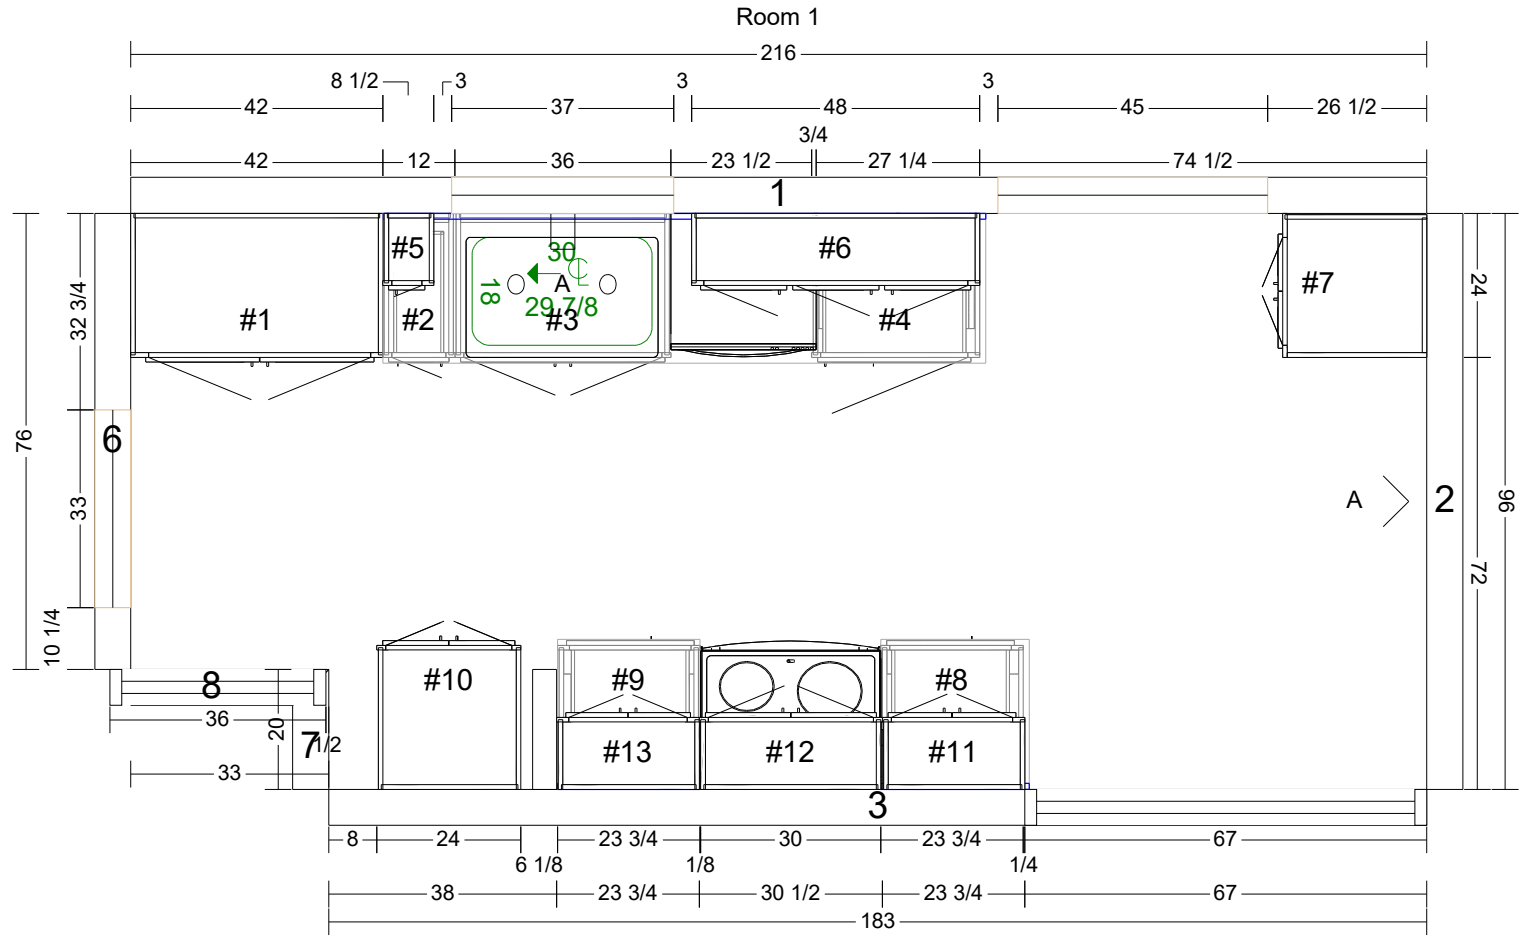 Room 1
216
8 1/2 3 3 3
42 37 48 45 26 1/2
3/4
42 12 36 23 1/2 27 1/4 74 1/2
1
#5 30 #6
A
18 29 7/8
#1 #2 #3 #4 #7
32 3/4
24
76
6
33
A 2
96
72
10 1/4
8
#10 #9 #8
36
20
7 1/2
33
#13 #12 #11
3
8 24 23 3/4 30 23 3/4 67
6 1/8 1/8 1/4
38 23 3/4 30 1/2 23 3/4 67
183